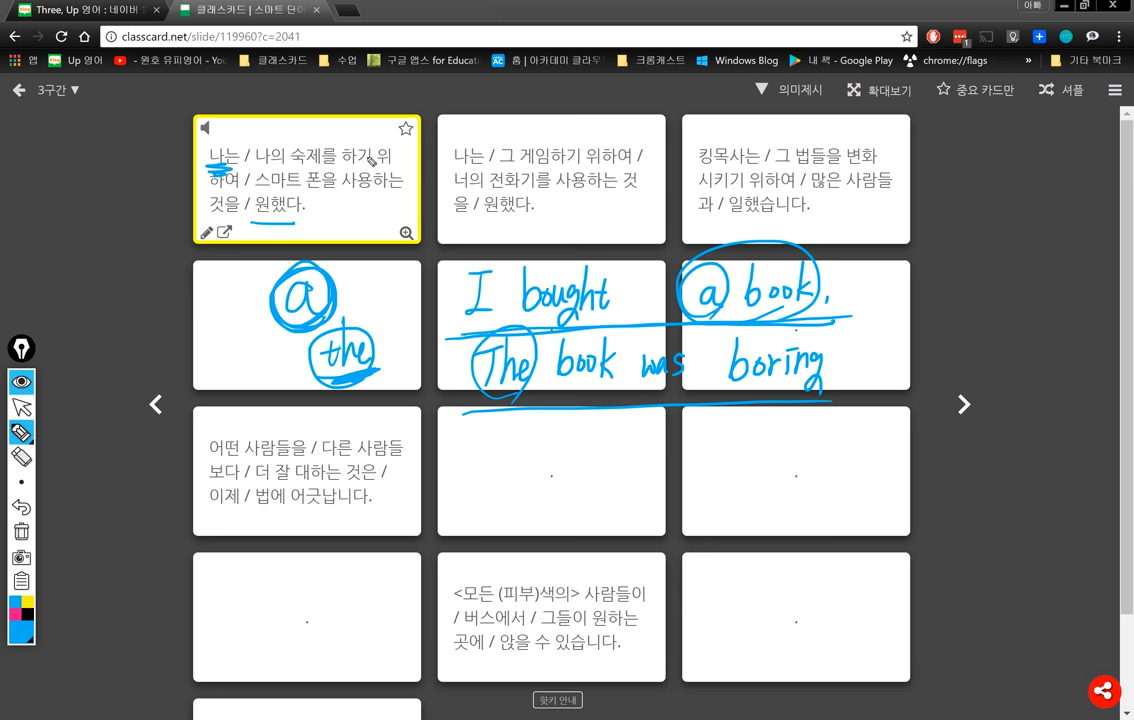 Three, Up 영어 : 네이버
클래스카드 | 스마트 단어
아빠
classcard.net/slide/119960?c=2041
앱
Up 영어
- 원호 유피영어 - You
클래스카드
수업
구글 앱스 for Educati
홈 | 아카데미 클라우
크롬캐스트
Windows Blog
내 책 - Google Play
chrome://flags
»
기타 북마크
3구간 ▼
▼ 의미제시
확대보기
중요 카드만
셔플
나는 / 나의 숙제를 하기 위
하여 / 스마트 폰을 사용하는
것을 / 원했다.
나는 / 그 게임하기 위하여 /
너의 전화기를 사용하는 것
을 / 원했다.
킹목사는 / 그 법들을 변화
시키기 위하여 / 많은 사람들
과 / 일했습니다.
a
the
I bought a book.
The book was boring
어떤 사람들을 / 다른 사람들
보다 / 더 잘 대하는 것은 /
이제 / 법에 어긋납니다.
.
.
.
<모든 (피부)색의> 사람들이
/ 버스에서 / 그들이 원하는
곳에 / 앉을 수 있습니다.
.
핫키 안내